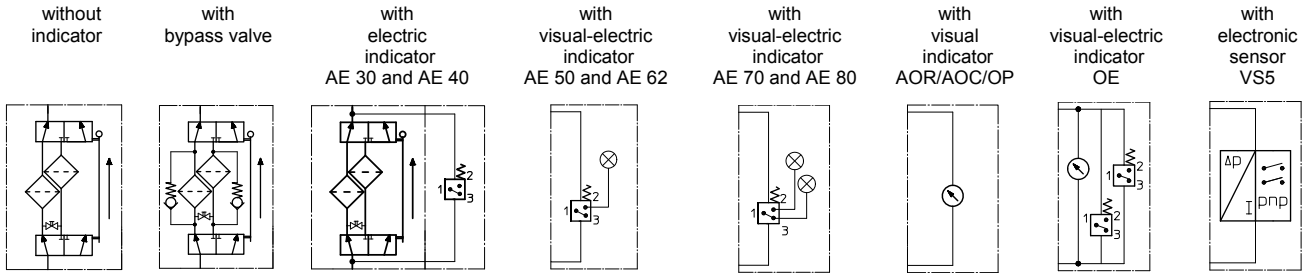 without
indicator
with
bypass valve
with
electric
indicator
AE 30 and AE 40
with
visual-electric
indicator
AE 50 and AE 62
with
visual-electric
indicator
AE 70 and AE 80
with
visual
indicator
AOR/AOC/OP
with
visual-electric
indicator
OE
with
electronic
sensor
VS5
2
1
3
2
1
3
2
1
3
2
1
3
2
1
3
Δp
I
pnp